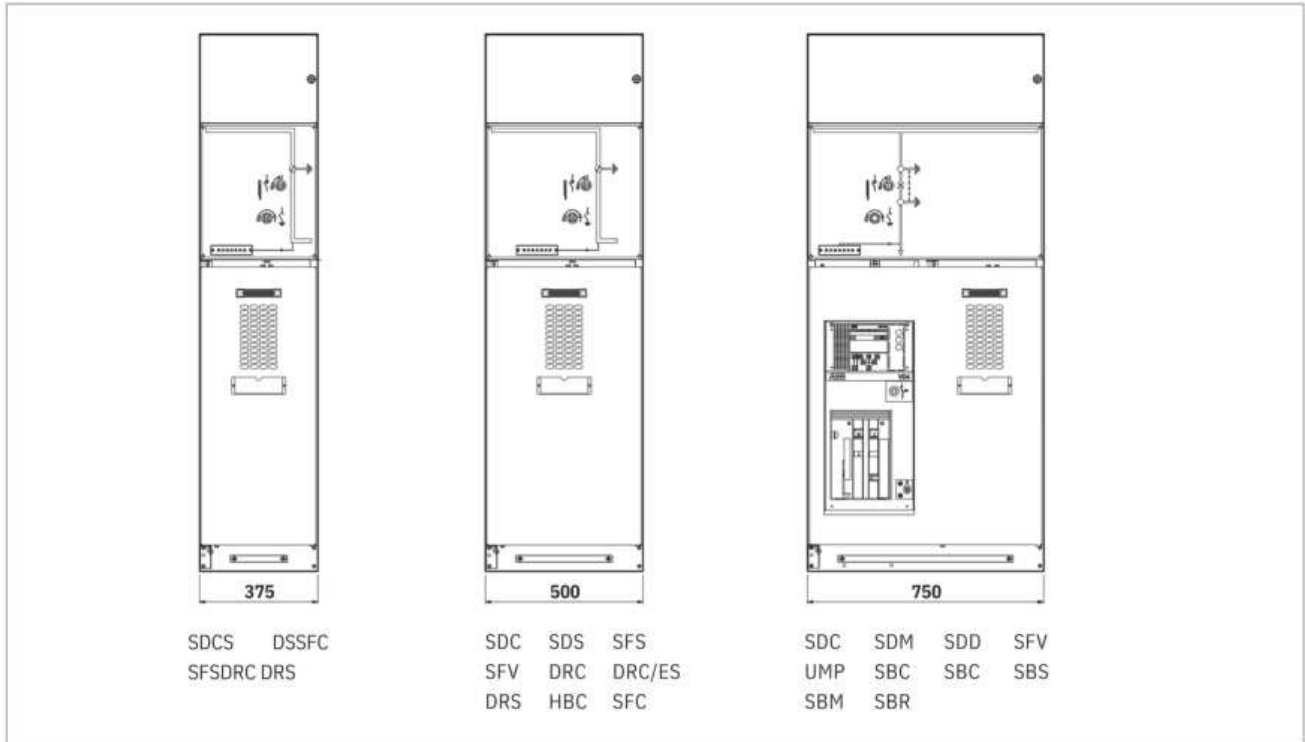 375
500
750
SDCS DSSFC
SFSDRC DRS
SDC SDS SFS
SFV DRC DRC/ES
DRS HBC SFC
SDC SDM SDD SFV
UMP SBC SBC SBS
SBM SBR